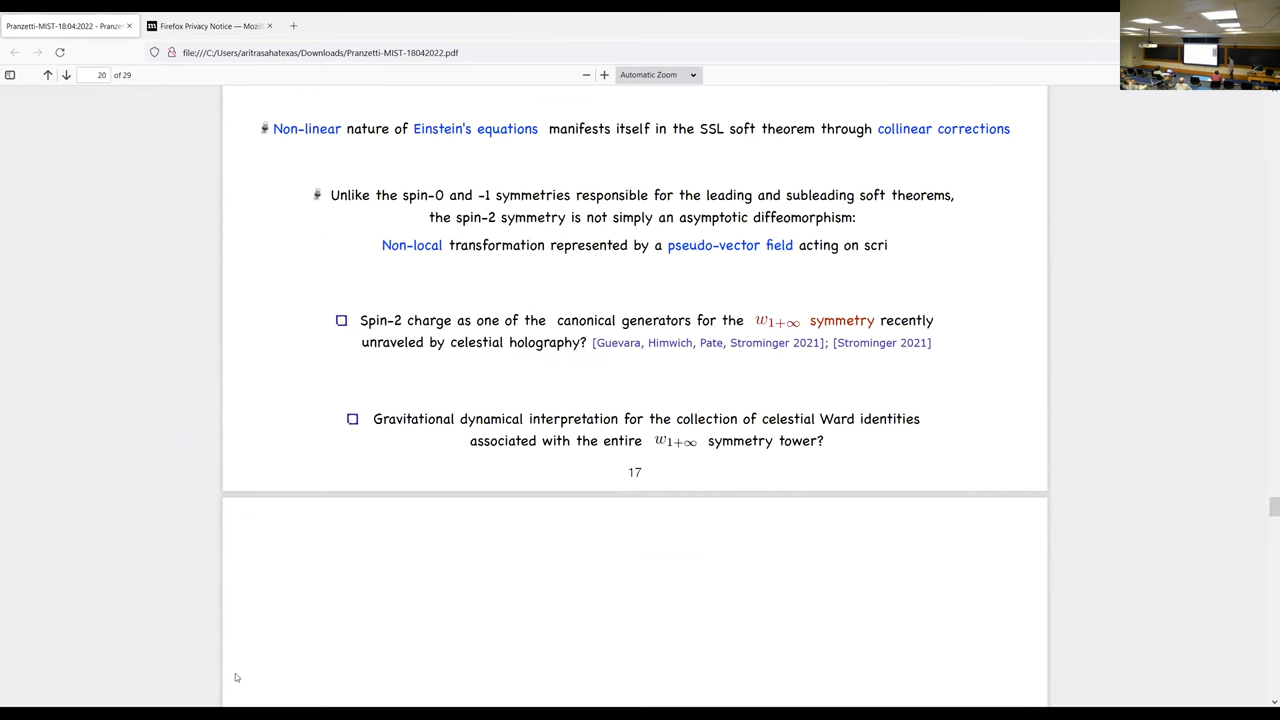 Pranzetti-MIST-18:04:2022 - Pranze
Firefox Privacy Notice — Mozil
file:///C:/Users/aritrasahatexas/Downloads/Pranzetti-MIST-18042022.pdf
20 of 29
Automatic Zoom
Non-linear nature of Einstein's equations manifests itself in the SSL soft theorem through collinear corrections
Unlike the spin-0 and -1 symmetries responsible for the leading and subleading soft theorems,
the spin-2 symmetry is not simply an asymptotic diffeomorphism:
Non-local transformation represented by a pseudo-vector field acting on scri
Spin-2 charge as one of the canonical generators for the w1+∞ symmetry recently
unraveled by celestial holography? [Guevara, Himwich, Pate, Strominger 2021]; [Strominger 2021]
Gravitational dynamical interpretation for the collection of celestial Ward identities
associated with the entire w1+∞ symmetry tower?
17